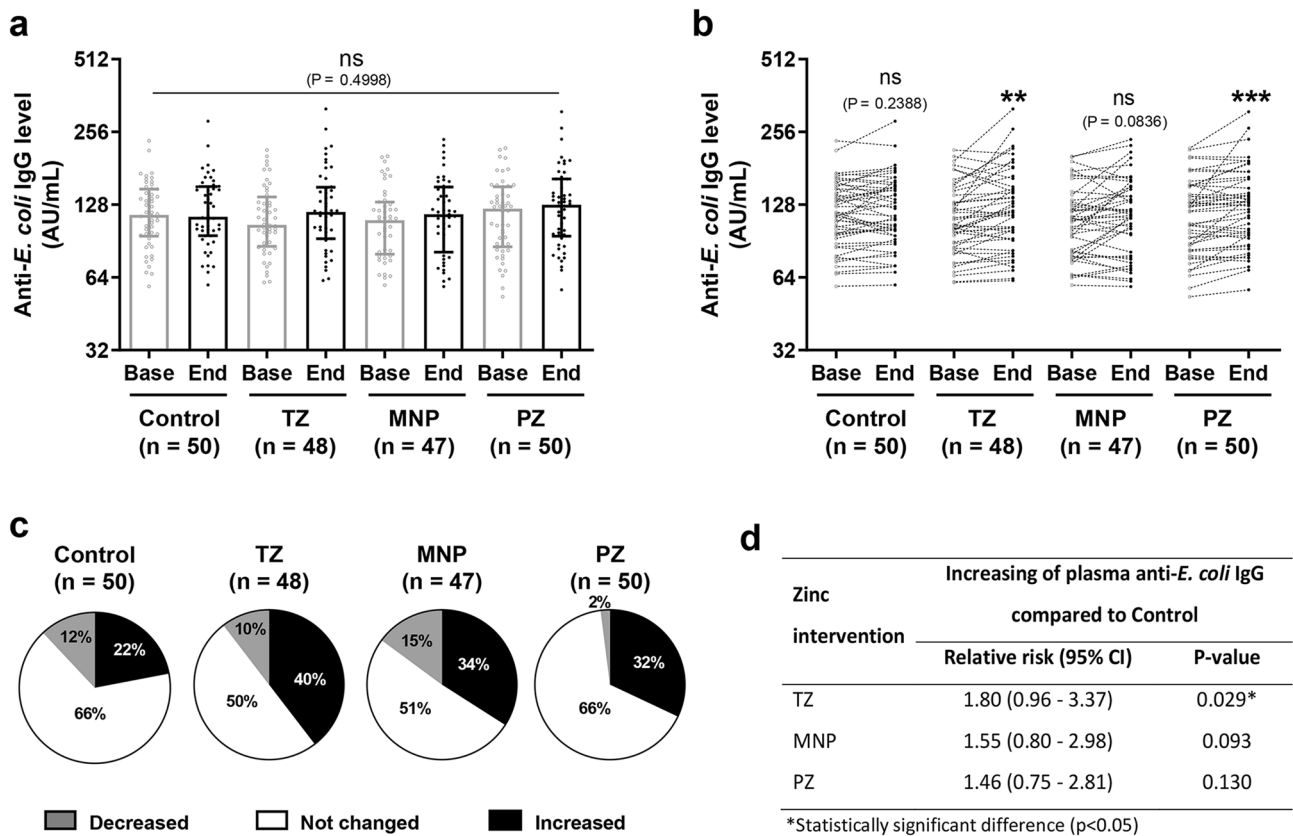 a
512
256
128
64
32
Anti-E. coli IgG level
(AU/mL)
ns
(P = 0.4998)
Base End Base End Base End Base End
Control TZ MNP PZ
(n = 50) (n = 48) (n = 47) (n = 50)
b
512
256
128
64
32
Anti-E. coli IgG level
(AU/mL)
ns ** ns ***
(P = 0.2388) (P = 0.0836)
Base End Base End Base End Base End
Control TZ MNP PZ
(n = 50) (n = 48) (n = 47) (n = 50)
c
Control TZ MNP PZ
(n = 50) (n = 48) (n = 47) (n = 50)
12% 22% 66%
10% 40% 50%
15% 34% 51%
2% 32% 66%
Decreased Not changed Increased
d
Zinc
intervention
Increasing of plasma anti-E. coli IgG
compared to Control
Relative risk (95% CI) P-value
TZ 1.80 (0.96 - 3.37) 0.029*
MNP 1.55 (0.80 - 2.98) 0.093
PZ 1.46 (0.75 - 2.81) 0.130
*Statistically significant difference (p<0.05)